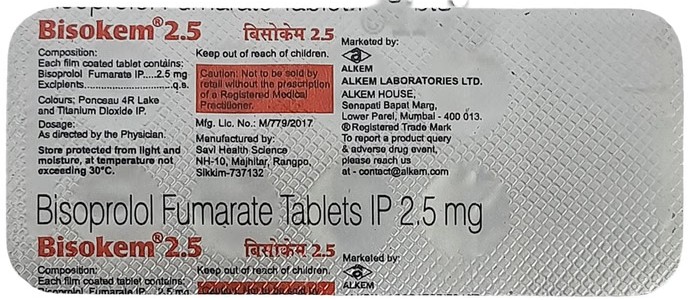 Bisokem® 2.5 बिसोकेम 2.5
Composition:
Each film coated tablet contains:
Bisoprolol Fumarate IP.....2.5 mg
Excipients......................q.s.
Colours: Ponceau 4R Lake
and Titanium Dioxide IP.
Dosage:
As directed by the Physician.
Store protected from light and
moisture, at temperature not
exceeding 30°C.
Keep out of reach of children.
Caution: Not to be sold by
retail without the prescription
of a Registered Medical
Practitioner.
Mfg. Lic. No.: M/779/2017
Manufactured by:
Savi Health Science
NH-10, Majhitar, Rangpo,
Sikkim-737132
Marketed by:
ALKEM
ALKEM LABORATORIES LTD.
ALKEM HOUSE,
Senapati Bapat Marg,
Lower Parel, Mumbai - 400 013.
® Registered Trade Mark
To report a product query
& adverse drug event,
please reach us
at - contact@alkem.com
Bisoprolol Fumarate Tablets IP 2.5 mg
Bisokem® 2.5 बिसोकेम 2.5
Composition:
Each film coated tablet contains:
Bisoprolol Fumarate IP.....2.5 mg
Keep out of reach of children.
Marketed by:
ALKEM